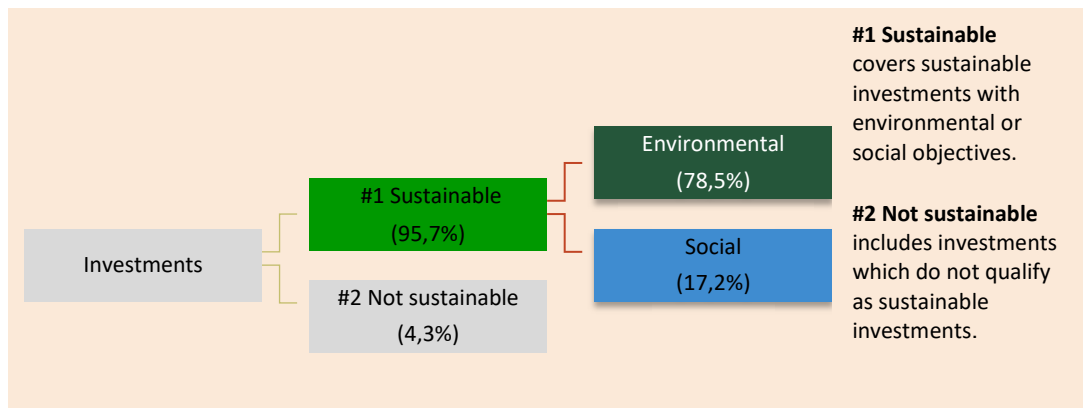 Investments
#1 Sustainable
(95,7%)
#2 Not sustainable
(4,3%)
Environmental
(78,5%)
Social
(17,2%)
#1 Sustainable
covers sustainable
investments with
environmental or
social objectives.
#2 Not sustainable
includes investments
which do not qualify
as sustainable
investments.